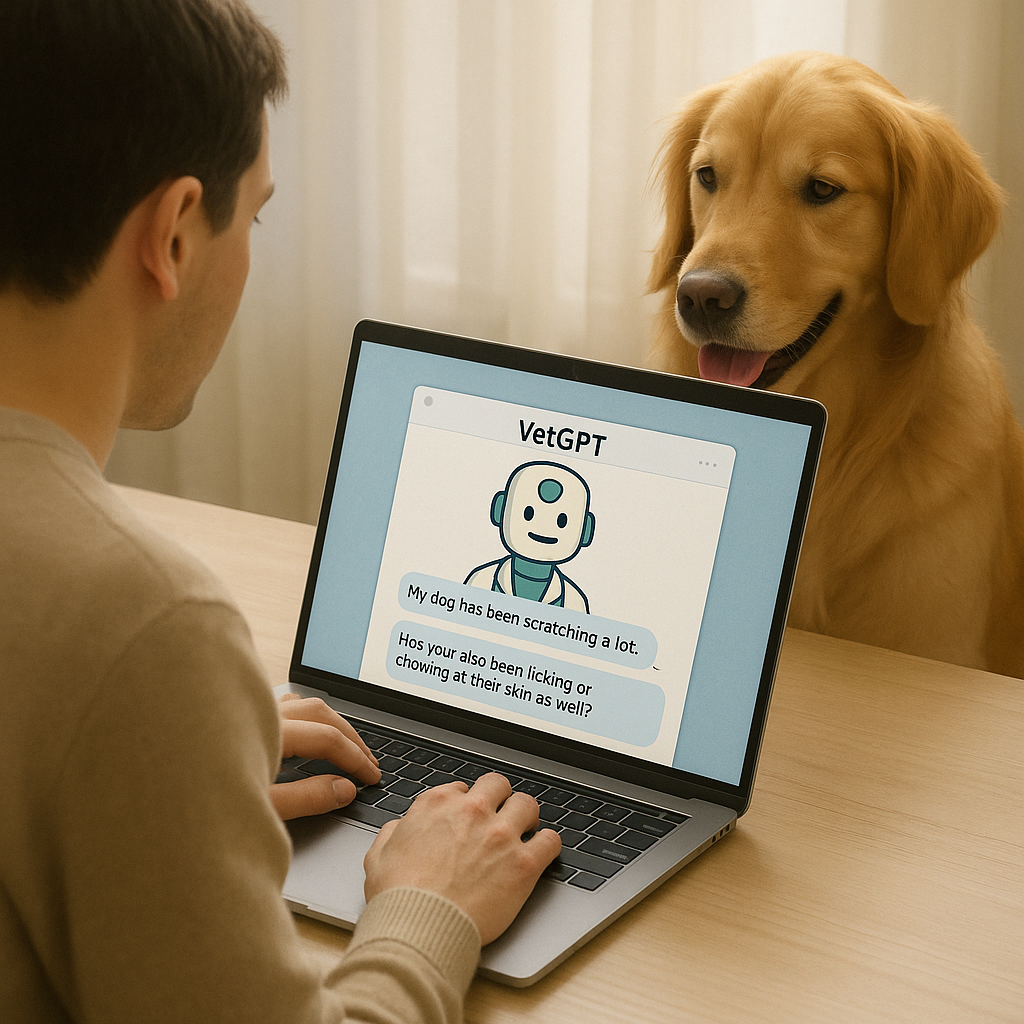 VetGPT
My dog has been scratching a lot.
Hos your also been licking or
chowing at their skin as well?